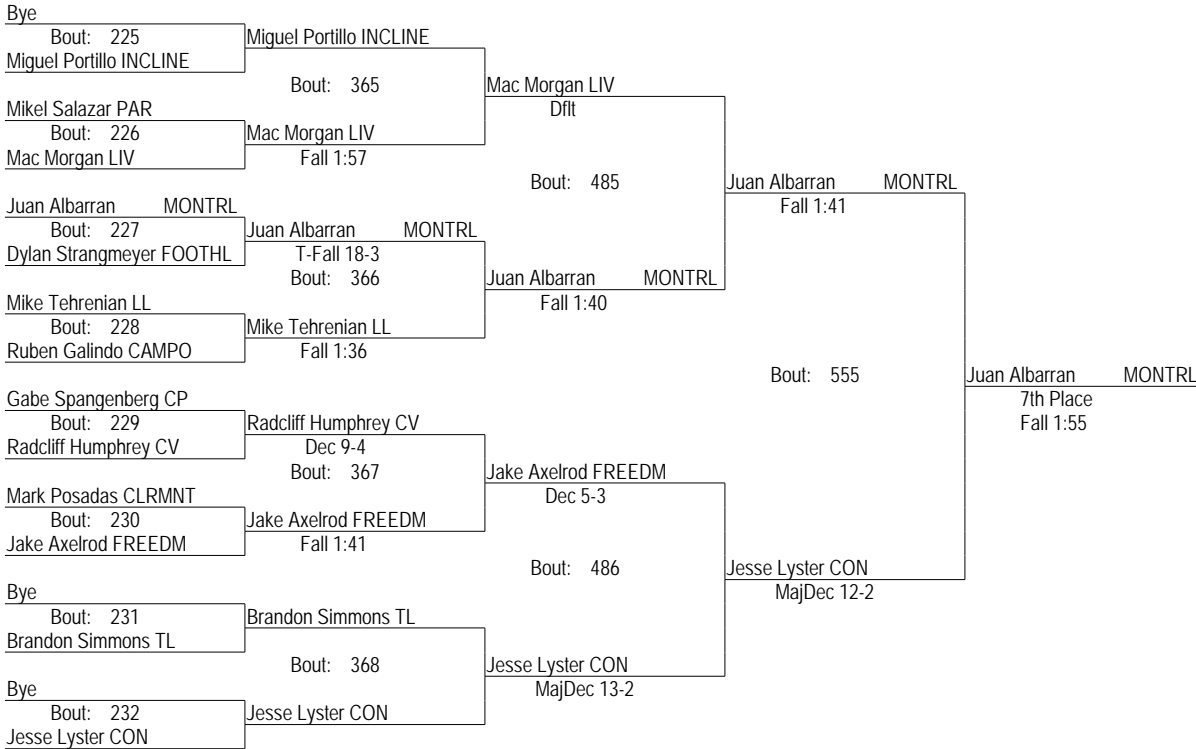 Bye
Bout: 225
Miguel Portillo INCLINE
Miguel Portillo INCLINE
Bout: 365
Mac Morgan LIV
Dflt
Mikel Salazar PAR
Bout: 226
Mac Morgan LIV
Mac Morgan LIV
Fall 1:57
Bout: 485
Juan Albarran MONTRL
Fall 1:41
Juan Albarran MONTRL
Bout: 227
Dylan Strangmeyer FOOTHL
Juan Albarran MONTRL
T-Fall 18-3
Bout: 366
Juan Albarran MONTRL
Fall 1:40
Mike Tehrenian LL
Bout: 228
Ruben Galindo CAMPO
Mike Tehrenian LL
Fall 1:36
Bout: 555
Juan Albarran MONTRL
7th Place
Fall 1:55
Gabe Spangenberg CP
Bout: 229
Radcliff Humphrey CV
Radcliff Humphrey CV
Dec 9-4
Bout: 367
Jake Axelrod FREEDM
Dec 5-3
Mark Posadas CLRMNT
Bout: 230
Jake Axelrod FREEDM
Jake Axelrod FREEDM
Fall 1:41
Bout: 486
Jesse Lyster CON
MajDec 12-2
Bye
Bout: 231
Brandon Simmons TL
Brandon Simmons TL
Bout: 368
Jesse Lyster CON
MajDec 13-2
Bye
Bout: 232
Jesse Lyster CON
Jesse Lyster CON